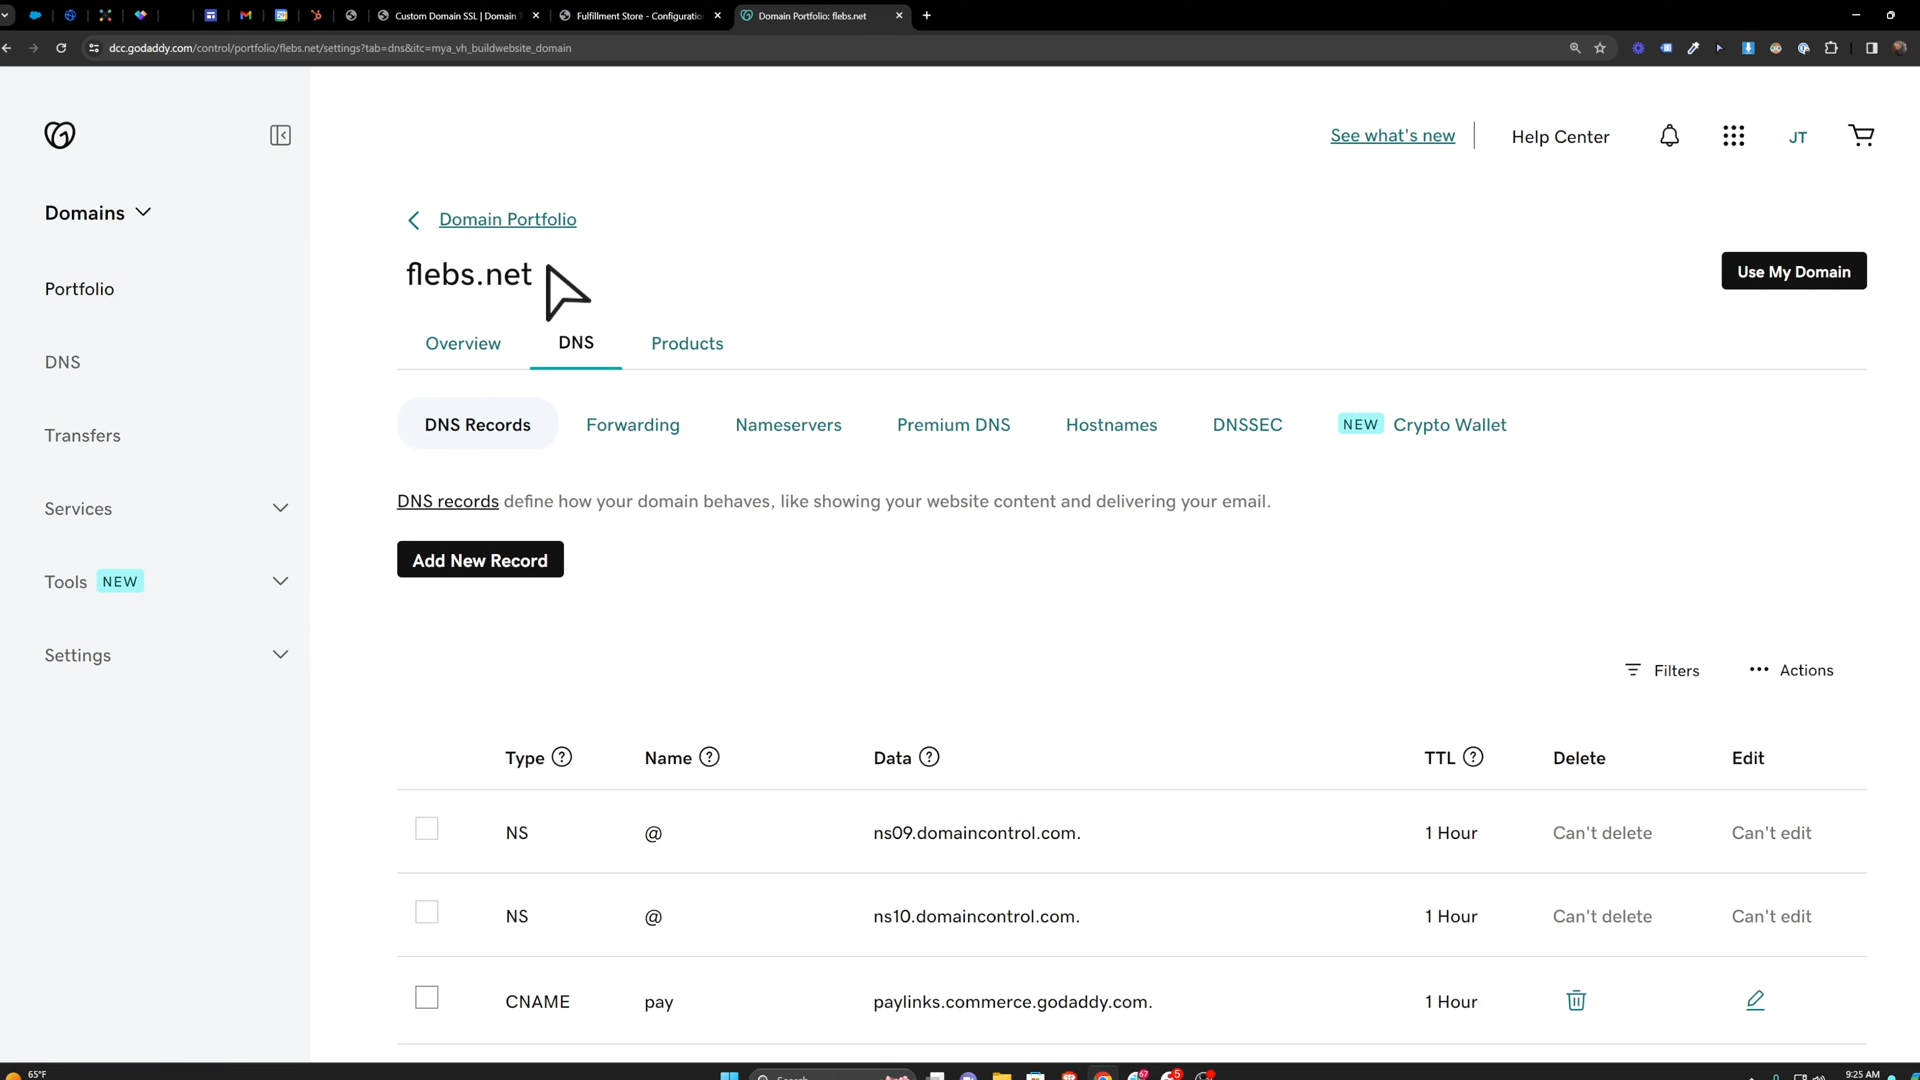 Custom Domain SSL | Domain
Fulfillment Store - Configuratio
Domain Portfolio: flebs.net
dcc.godaddy.com/control/portfolio/flebs.net/settings?tab=dns&itc=mya_vh_buildwebsite_domain
See what's new
Help Center
JT
Domains
Domain Portfolio
flebs.net
Use My Domain
Portfolio
Overview
DNS
Products
DNS
DNS Records
Forwarding
Nameservers
Premium DNS
Hostnames
DNSSEC
NEW Crypto Wallet
Transfers
DNS records define how your domain behaves, like showing your website content and delivering your email.
Services
Add New Record
Tools NEW
Settings
Filters
Actions
Type
Name
Data
TTL
Delete
Edit
NS @ ns09.domaincontrol.com. 1 Hour Can't delete Can't edit
NS @ ns10.domaincontrol.com. 1 Hour Can't delete Can't edit
CNAME pay paylinks.commerce.godaddy.com. 1 Hour
65°F
Search
67
5
9:25 AM